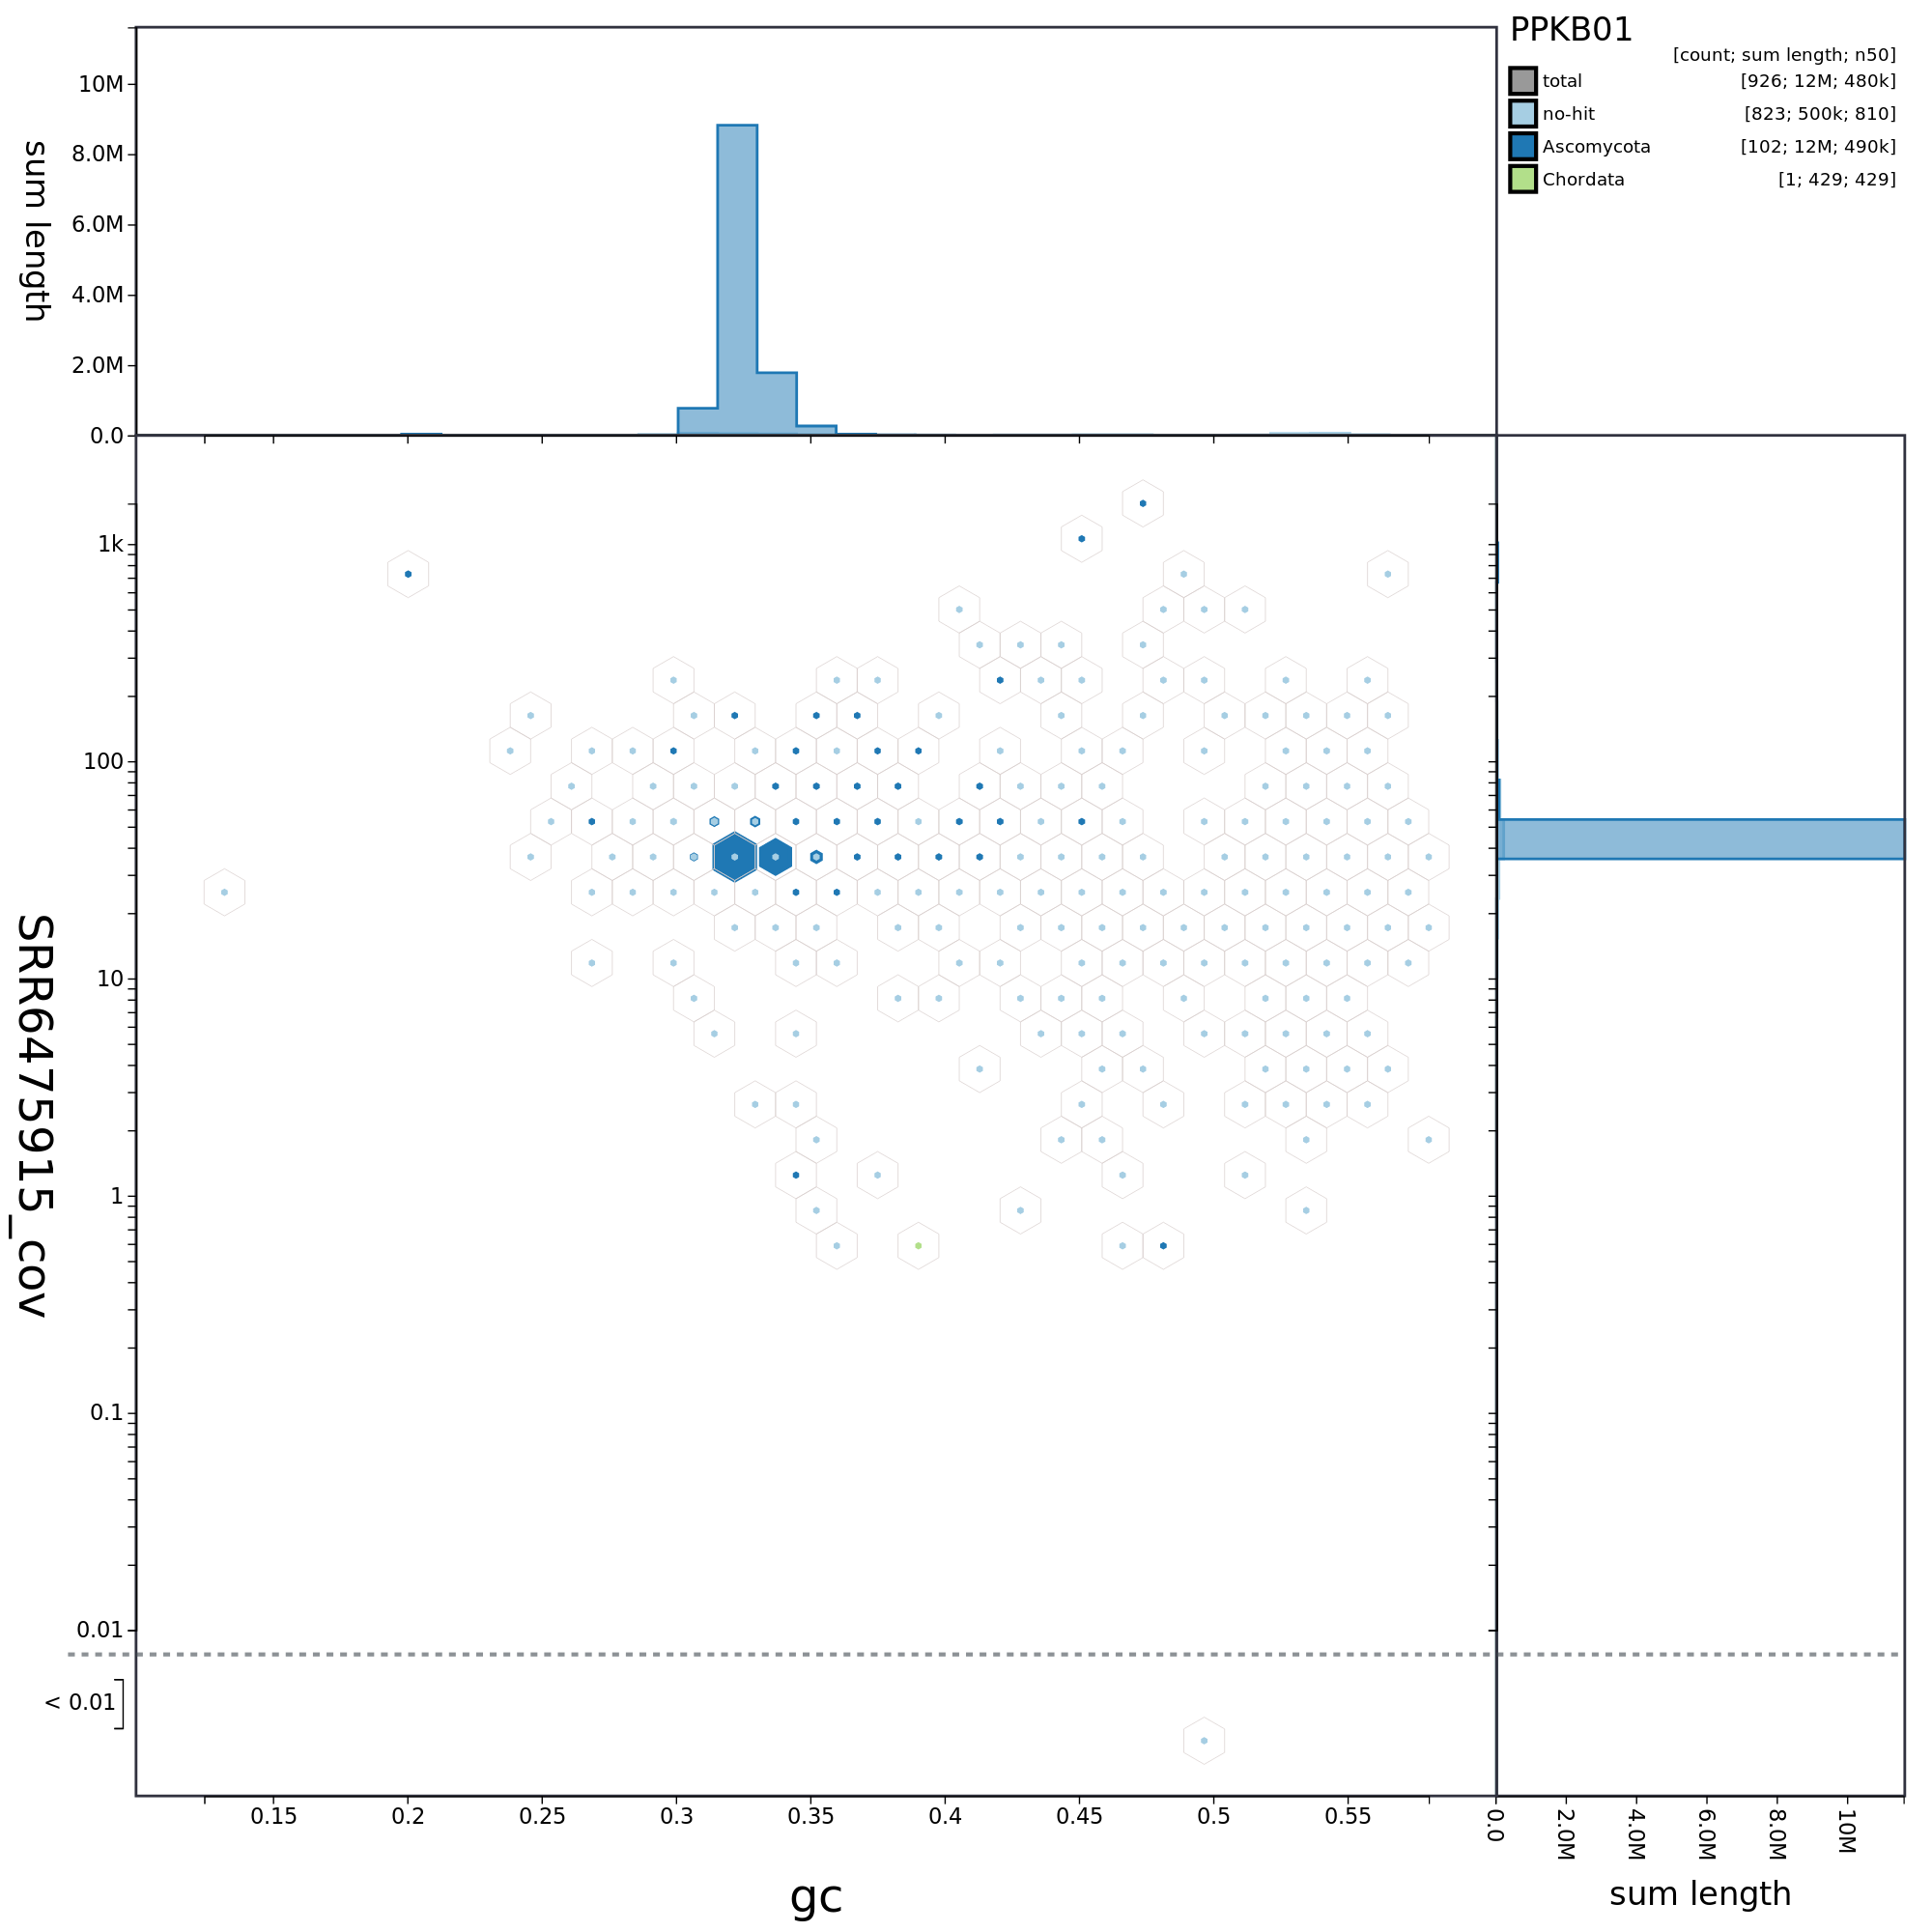 PPKB01
[count; sum length; n50]
total [926; 12M; 480k]
no-hit [823; 500k; 810]
Ascomycota [102; 12M; 490k]
Chordata [1; 429; 429]
sum length
10M
8.0M
6.0M
4.0M
2.0M
0.0
SRR6475915_cov
1k
100
10
1
0.1
0.01
< 0.01
0.15 0.2 0.25 0.3 0.35 0.4 0.45 0.5 0.55
gc
0.0 2.0M 4.0M 6.0M 8.0M 10M
sum length